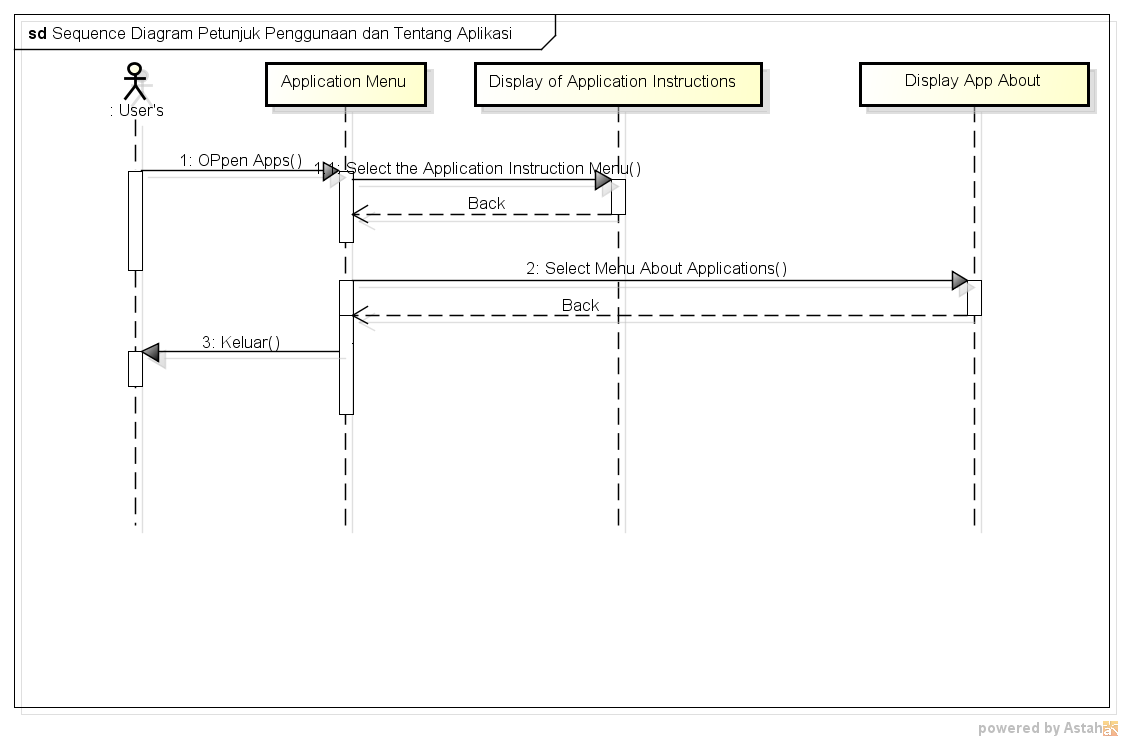 sd Sequence Diagram Petunjuk Penggunaan dan Tentang Aplikasi
: User's
Application Menu
Display of Application Instructions
Display App About
1: OPpen Apps()
1.1: Select the Application Instruction Menu()
Back
2: Select Menu About Applications()
Back
3: Keluar()
powered by Astah